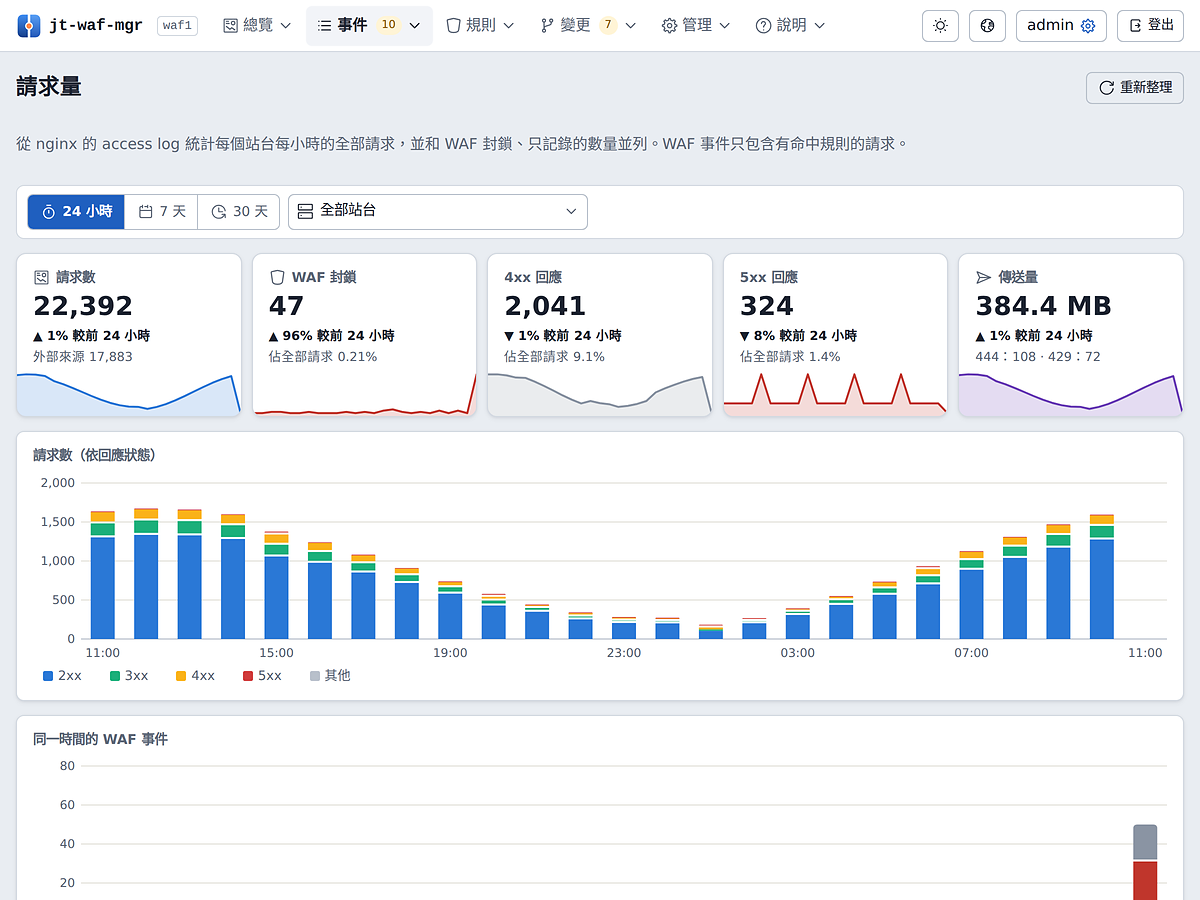 jt-waf-mgr waf1 總覽 事件 10 規則 變更 7 管理 說明 admin 登出
請求量
重新整理
從 nginx 的 access log 統計每個站台每小時的全部請求，並和 WAF 封鎖、只記錄的數量並列。WAF 事件只包含有命中規則的請求。
24 小時 7 天 30 天 全部站台
請求數
22,392
▲ 1% 較前 24 小時
外部來源 17,883
WAF 封鎖
47
▲ 96% 較前 24 小時
佔全部請求 0.21%
4xx 回應
2,041
▼ 1% 較前 24 小時
佔全部請求 9.1%
5xx 回應
324
▼ 8% 較前 24 小時
佔全部請求 1.4%
傳送量
384.4 MB
▲ 1% 較前 24 小時
444：108 · 429：72
請求數（依回應狀態）
2,000
1,500
1,000
500
0
11:00 15:00 19:00 23:00 03:00 07:00 11:00
2xx 3xx 4xx 5xx 其他
同一時間的 WAF 事件
80
60
40
20